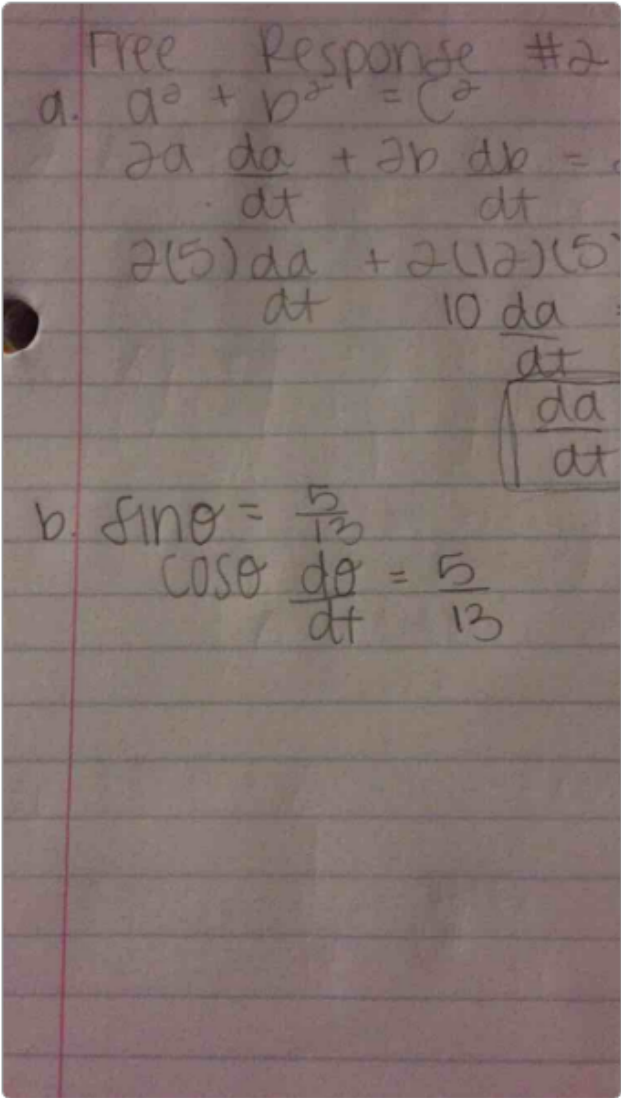 Free Response #2
a. a² + b² = c²
2a da/dt + 2b db/dt =
2(5) da/dt + 2(12)(5
10 da/dt
da/dt
b. sinθ = 5/13
cosθ dθ/dt = 5/13